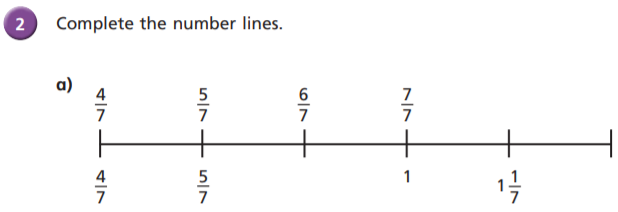 2 Complete the number lines.
a)
4/7 5/7 6/7 7/7
4/7 5/7 1 1 1/7